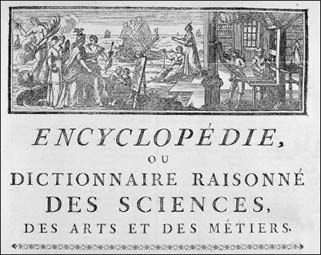 ENCYCLOPÉDIE,
OU
DICTIONNAIRE RAISONNÉ
DES SCIENCES,
DES ARTS ET DES MÉTIERS.